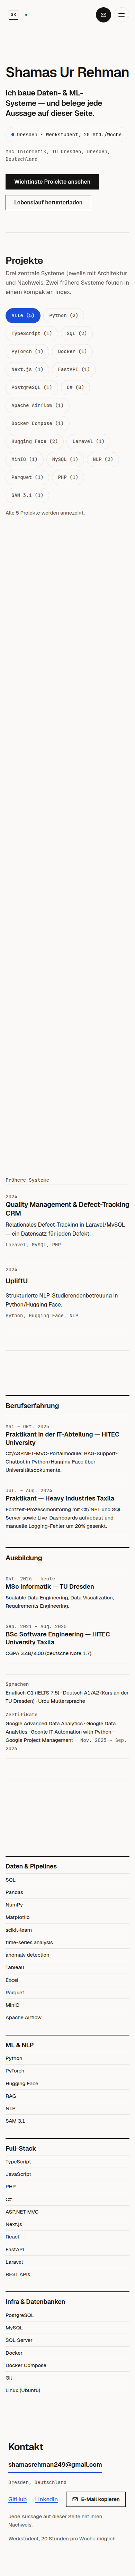 SR
Shamas Ur Rehman
Ich baue Daten- & ML-
Systeme — und belege jede
Aussage auf dieser Seite.
Dresden · Werkstudent, 20 Std./Woche
MSc Informatik, TU Dresden, Dresden,
Deutschland
Wichtigste Projekte ansehen
Lebenslauf herunterladen
Projekte
Drei zentrale Systeme, jeweils mit Architektur
und Nachweis. Zwei frühere Systeme folgen in
einem kompakten Index.
Alle (5) Python (2)
TypeScript (1) SQL (2)
PyTorch (1) Docker (1)
Next.js (1) FastAPI (1)
PostgreSQL (1) C# (0)
Apache Airflow (1)
Docker Compose (1)
Hugging Face (2) Laravel (1)
MinIO (1) MySQL (1) NLP (2)
Parquet (1) PHP (1)
SAM 3.1 (1)
Alle 5 Projekte werden angezeigt.
Frühere Systeme
2024
Quality Management & Defect-Tracking
CRM
Relationales Defect-Tracking in Laravel/MySQL
— ein Datensatz für jeden Defekt.
Laravel, MySQL, PHP
2024
UpliftU
Strukturierte NLP-Studierendenbetreuung in
Python/Hugging Face.
Python, Hugging Face, NLP
Berufserfahrung
Mai – Okt. 2025
Praktikant in der IT-Abteilung — HITEC
University
C#/ASP.NET-MVC-Portalmodule; RAG-Support-
Chatbot in Python/Hugging Face über
Universitätsdokumente.
Jul. – Aug. 2024
Praktikant — Heavy Industries Taxila
Echtzeit-Prozessmonitoring mit C#/.NET und SQL
Server sowie Live-Dashboards aufgebaut und
manuelle Logging-Fehler um 20% gesenkt.
Ausbildung
Okt. 2026 – heute
MSc Informatik — TU Dresden
Scalable Data Engineering, Data Visualization,
Requirements Engineering.
Sep. 2021 – Aug. 2025
BSc Software Engineering — HITEC
University Taxila
CGPA 3.48/4.00 (deutsche Note 1.7).
Sprachen
Englisch C1 (IELTS 7.5) · Deutsch A1/A2 (Kurs an der
TU Dresden) · Urdu Muttersprache
Zertifikate
Google Advanced Data Analytics · Google Data
Analytics · Google IT Automation with Python ·
Google Project Management · Nov. 2025 – Sep.
2026
Daten & Pipelines
SQL
Pandas
NumPy
Matplotlib
scikit-learn
time-series analysis
anomaly detection
Tableau
Excel
Parquet
MinIO
Apache Airflow
ML & NLP
Python
PyTorch
Hugging Face
RAG
NLP
SAM 3.1
Full-Stack
TypeScript
JavaScript
PHP
C#
ASP.NET MVC
Next.js
React
FastAPI
Laravel
REST APIs
Infra & Datenbanken
PostgreSQL
MySQL
SQL Server
Docker
Docker Compose
Git
Linux (Ubuntu)
Kontakt
shamasrehman249@gmail.com
Dresden, Deutschland
GitHub LinkedIn E-Mail kopieren
Jede Aussage auf dieser Seite hat ihren
Nachweis.
Werkstudent, 20 Stunden pro Woche möglich.